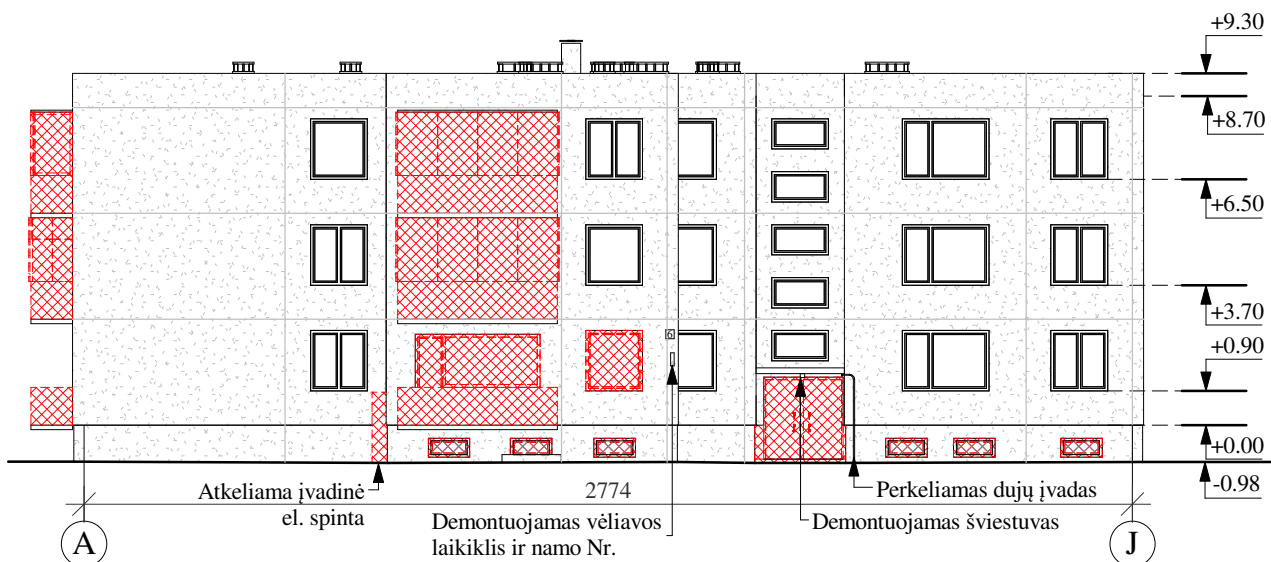 +9.30
+8.70
+6.50
+3.70
+0.90
6
+0.00
-0.98
Atkeliama įvadinė
el. spinta
2774
Perkeliamas dujų įvadas
Demontuojamas vėliavos
laikiklis ir namo Nr.
Demontuojamas šviestuvas
A
J